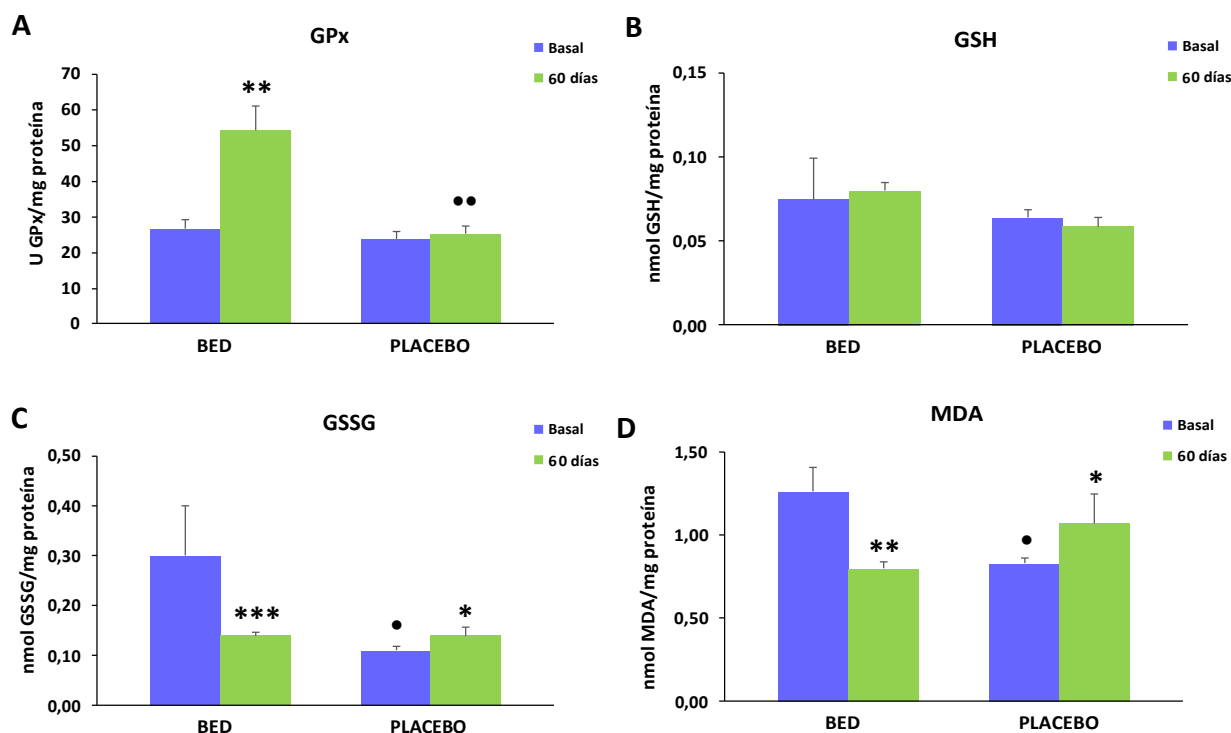 A
GPx
Basal
60 días
U GPx/mg proteína
70
60
50
40
30
20
10
0
**
●●
BED
PLACEBO
B
GSH
Basal
60 días
nmol GSH/mg proteína
0,15
0,10
0,05
0,00
BED
PLACEBO
C
GSSG
Basal
60 días
nmol GSSG/mg proteína
0,50
0,40
0,30
0,20
0,10
0,00
***
●
*
BED
PLACEBO
D
MDA
Basal
60 días
nmol MDA/mg proteína
1,50
1,00
0,50
0,00
**
●
*
BED
PLACEBO